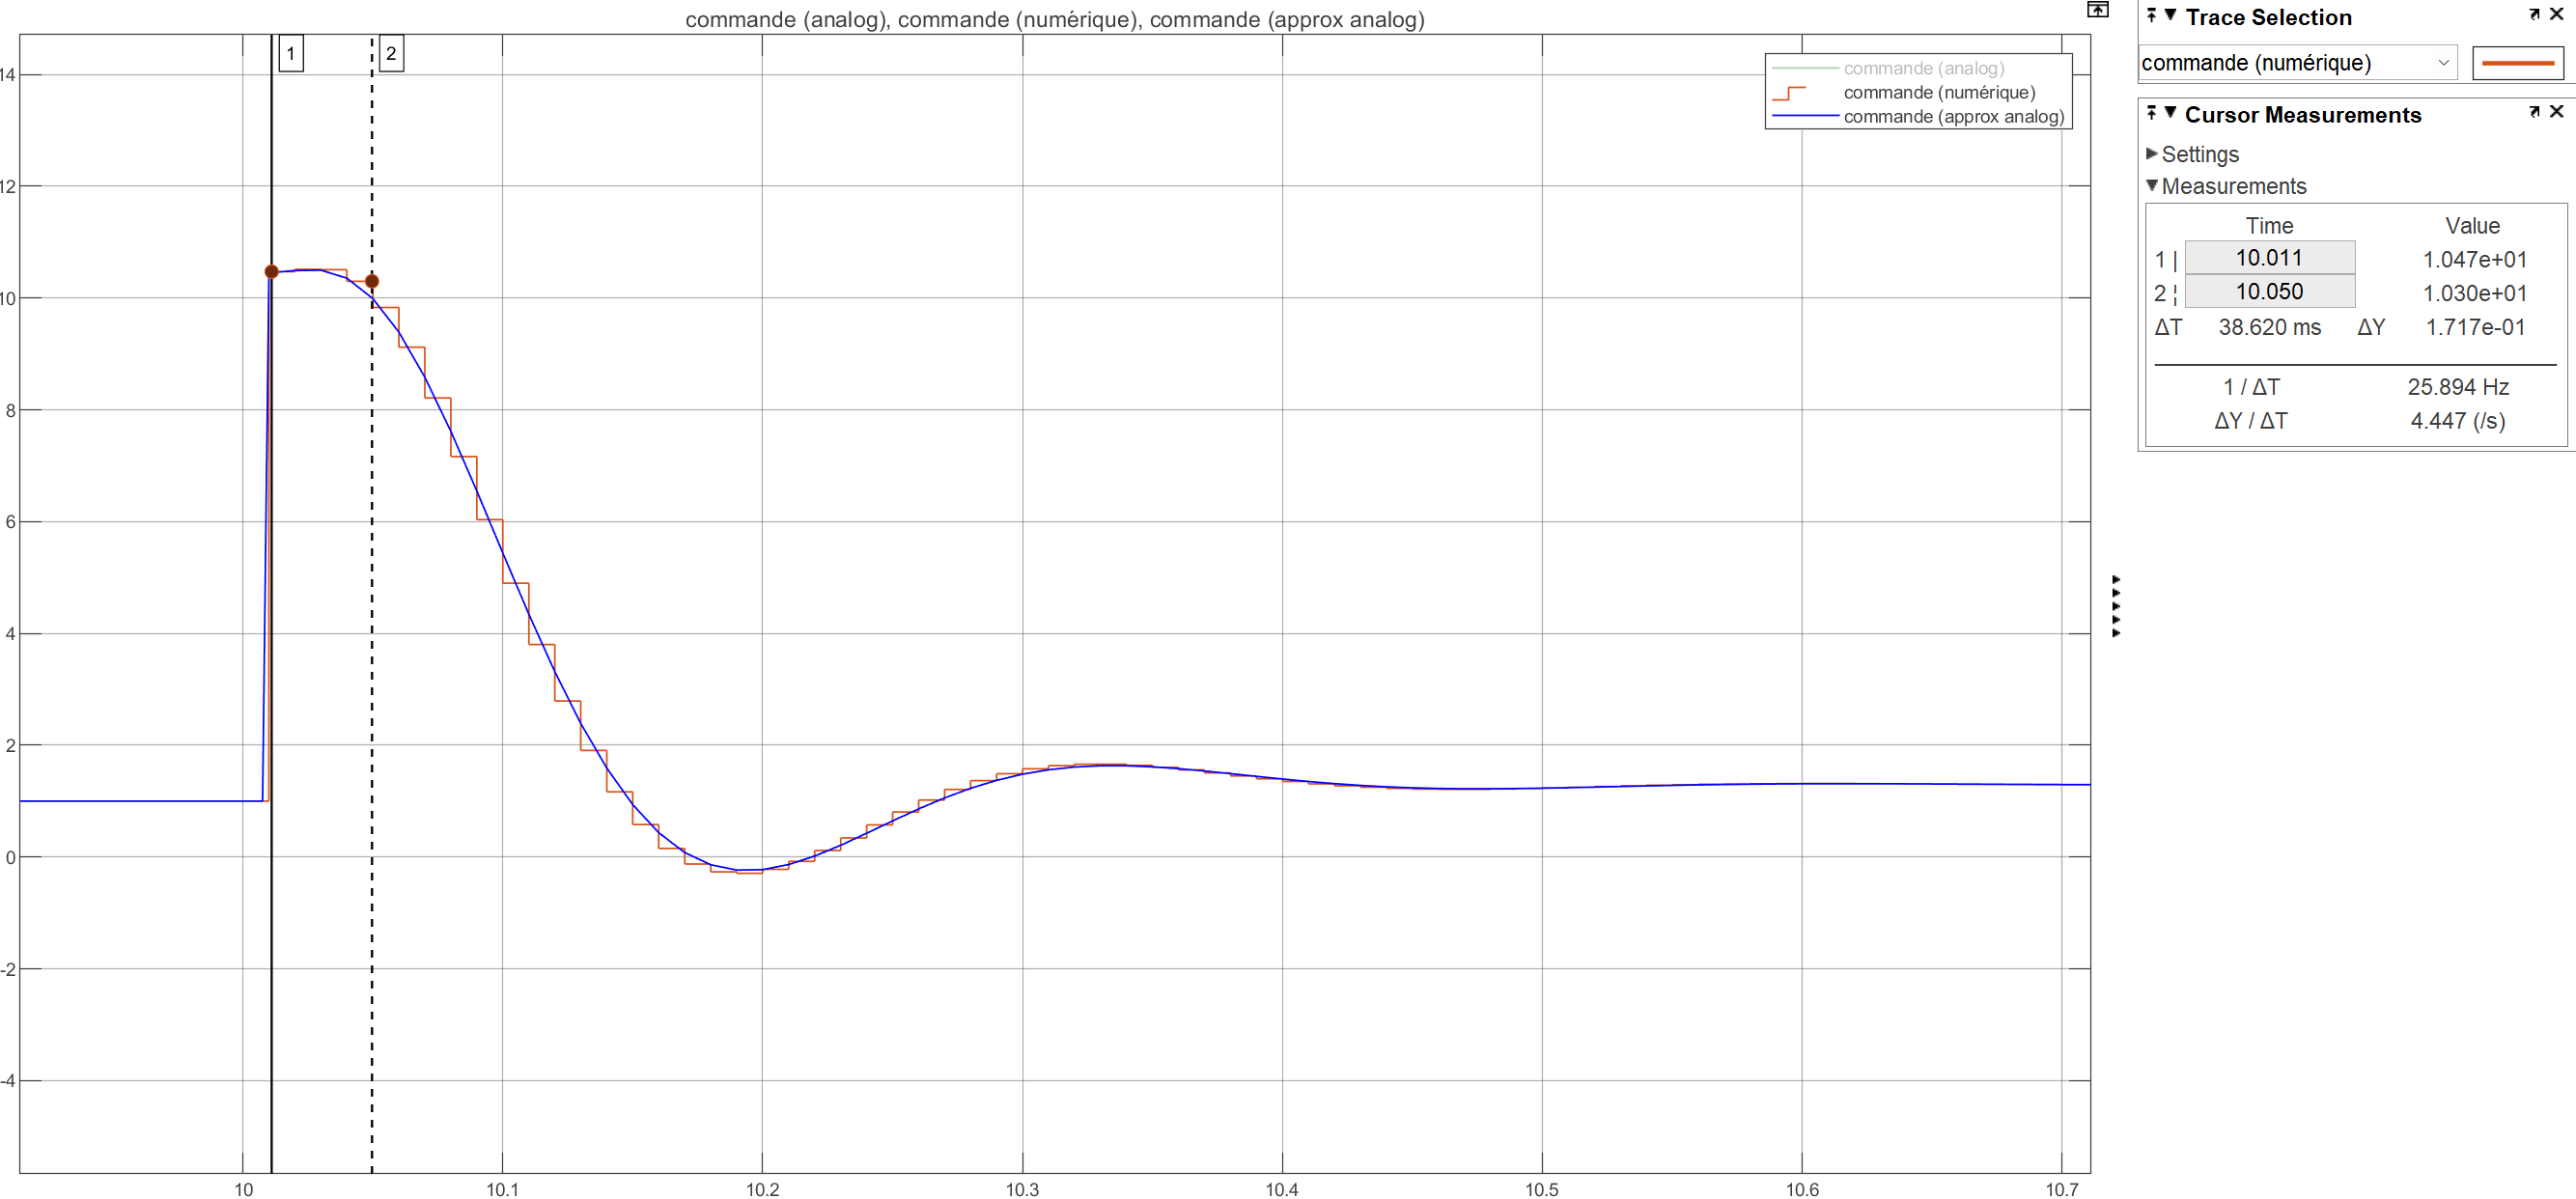 commande (analog), commande (numérique), commande (approx analog)
1
2
commande (analog)
commande (numérique)
commande (approx analog)
14
12
10
8
6
4
2
0
-2
-4
10
10.1
10.2
10.3
10.4
10.5
10.6
10.7
Trace Selection
commande (numérique)
Cursor Measurements
Settings
Measurements
Time Value
1 | 10.011 1.047e+01
2 ¦ 10.050 1.030e+01
ΔT 38.620 ms ΔY 1.717e-01
1 / ΔT 25.894 Hz
ΔY / ΔT 4.447 (/s)